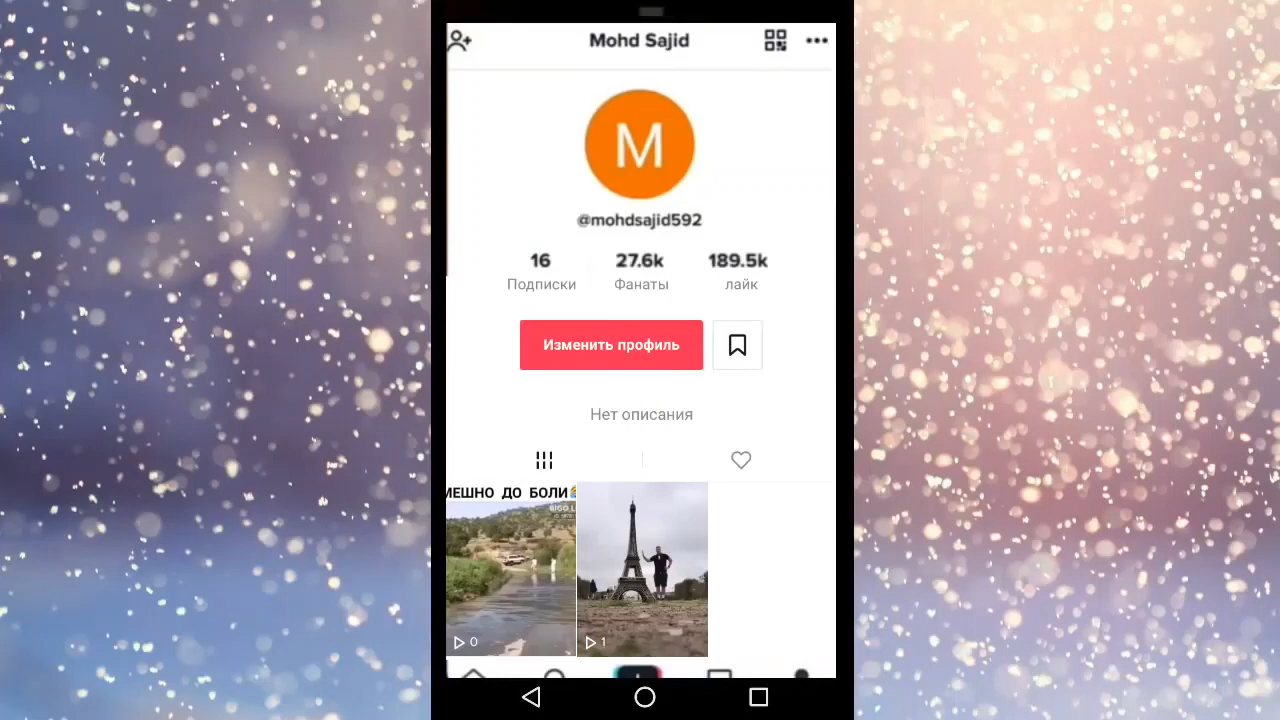 Mohd Sajid
M
@mohdsajid592
16 27.6k 189.5k
Подписки Фанаты лайк
Изменить профиль
Нет описания
МЕШНО ДО БОЛИ
0 1